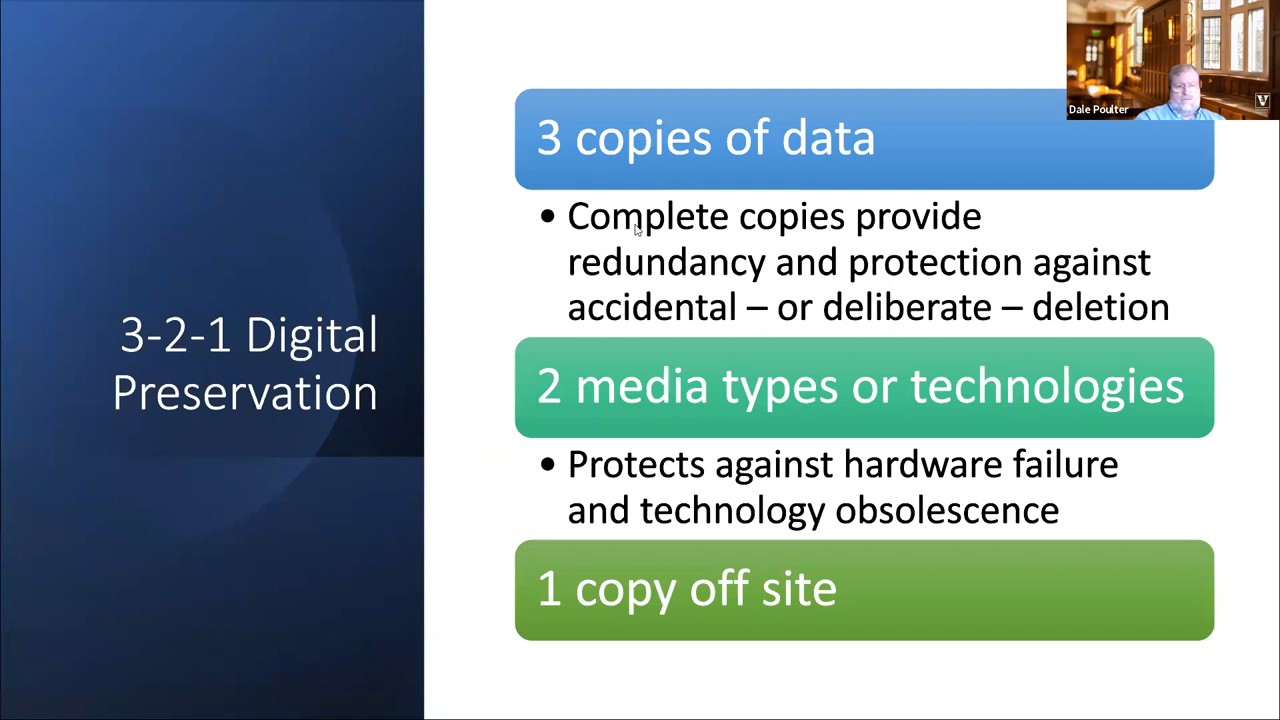 3-2-1 Digital
Preservation
3 copies of data
• Complete copies provide
redundancy and protection against
accidental – or deliberate – deletion
2 media types or technologies
• Protects against hardware failure
and technology obsolescence
1 copy off site
Dale Poulter
V